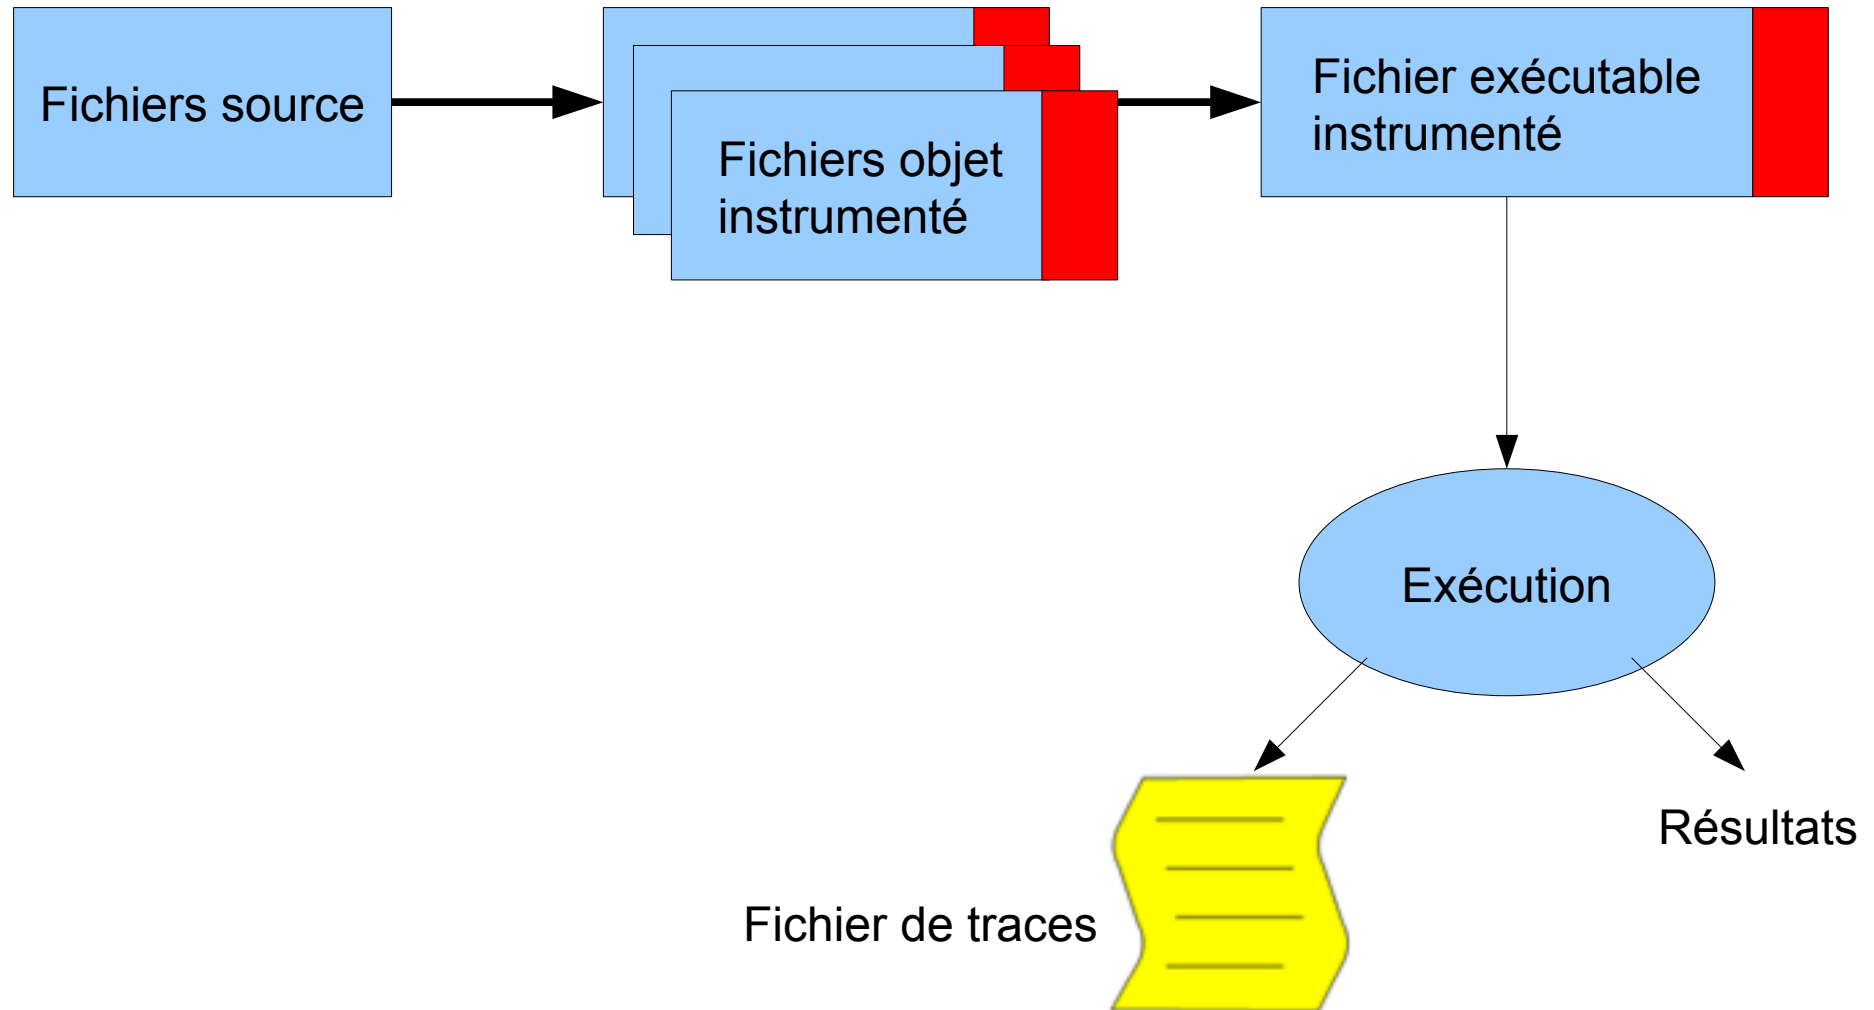 Fichiers source
Fichiers objet
instrumenté
Fichier exécutable
instrumenté
Exécution
Résultats
Fichier de traces